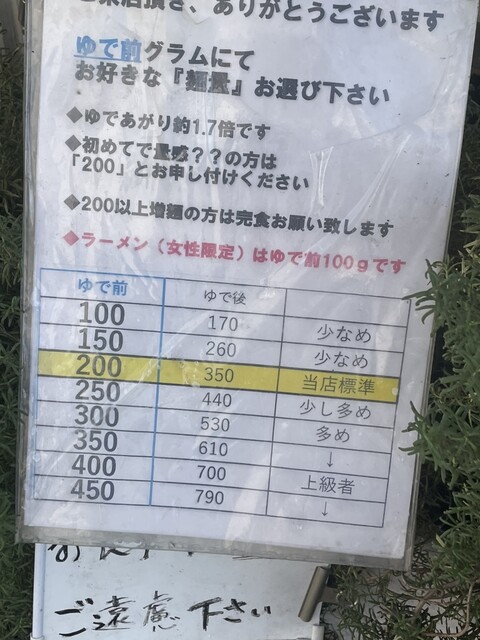 ご来店頂き、ありがとうございます
ゆで前グラムにて
お好きな『麺量』お選び下さい
◆ゆであがり約1.7倍です
◆初めてで量感??の方は
「200」とお申し付けください
◆200以上増麺の方は完食お願い致します
◆ラーメン（女性限定）はゆで前100gです
ゆで前 ゆで後
100 170 少なめ
150 260 少なめ
200 350 当店標準
250 440 少し多め
300 530 多め
350 610 ↓
400 700 上級者
450 790 ↓
ご遠慮下さい